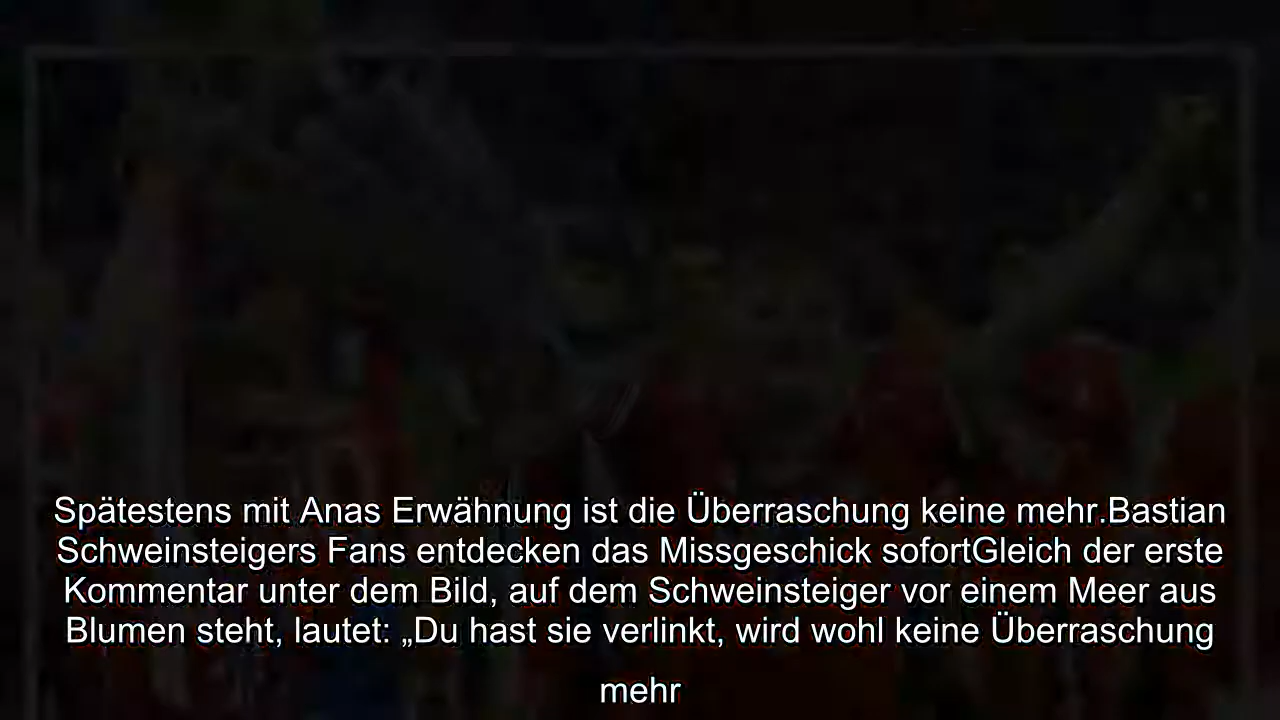 Spätestens mit Anas Erwähnung ist die Überraschung keine mehr.Bastian
Schweinsteigers Fans entdecken das Missgeschick sofortGleich der erste
Kommentar unter dem Bild, auf dem Schweinsteiger vor einem Meer aus
Blumen steht, lautet: „Du hast sie verlinkt, wird wohl keine Überraschung
mehr